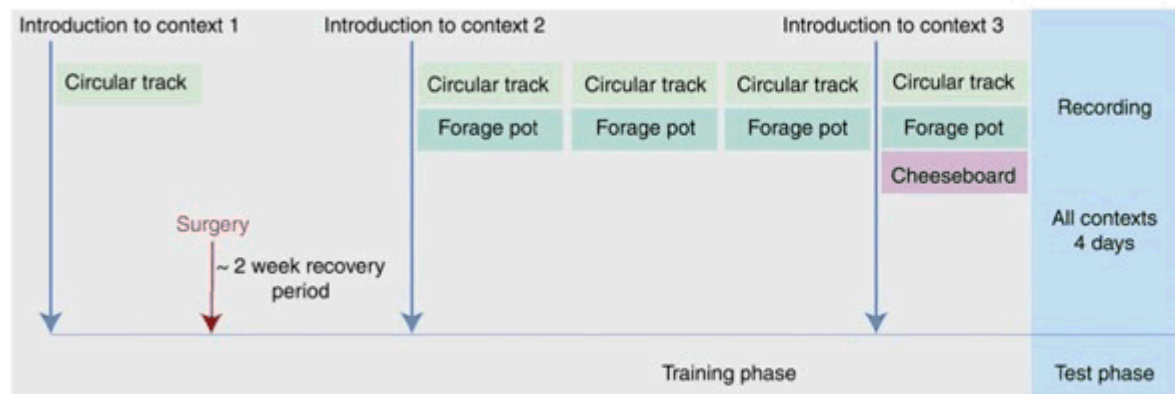 Introduction to context 1
Introduction to context 2
Introduction to context 3
Circular track
Circular track
Circular track
Circular track
Circular track
Forage pot
Forage pot
Forage pot
Forage pot
Cheeseboard
Recording
All contexts
4 days
Surgery
~ 2 week recovery
period
Training phase
Test phase